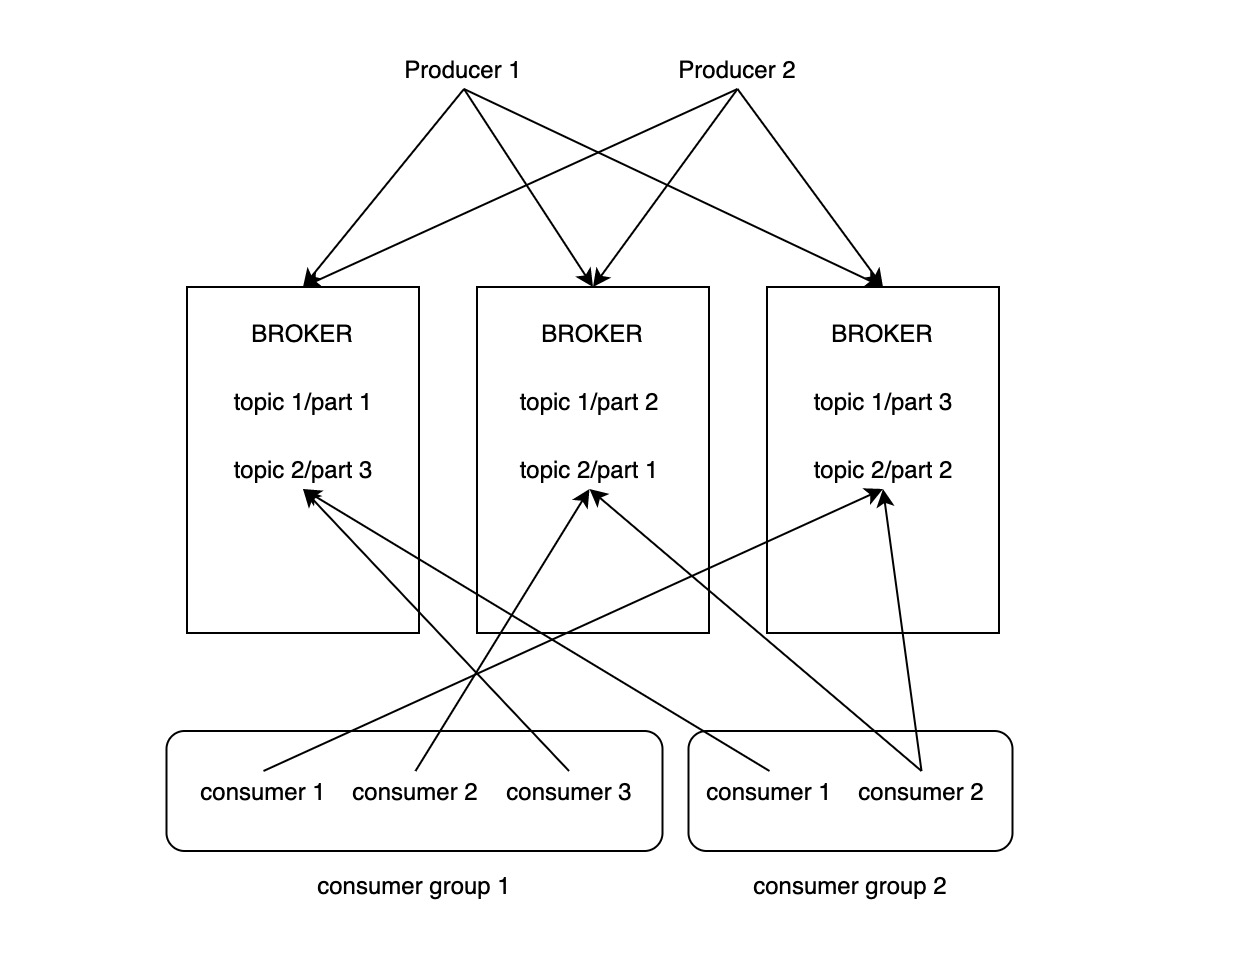 Producer 1
Producer 2
BROKER
topic 1/part 1
topic 2/part 3
BROKER
topic 1/part 2
topic 2/part 1
BROKER
topic 1/part 3
topic 2/part 2
consumer 1
consumer 2
consumer 3
consumer group 1
consumer 1
consumer 2
consumer group 2